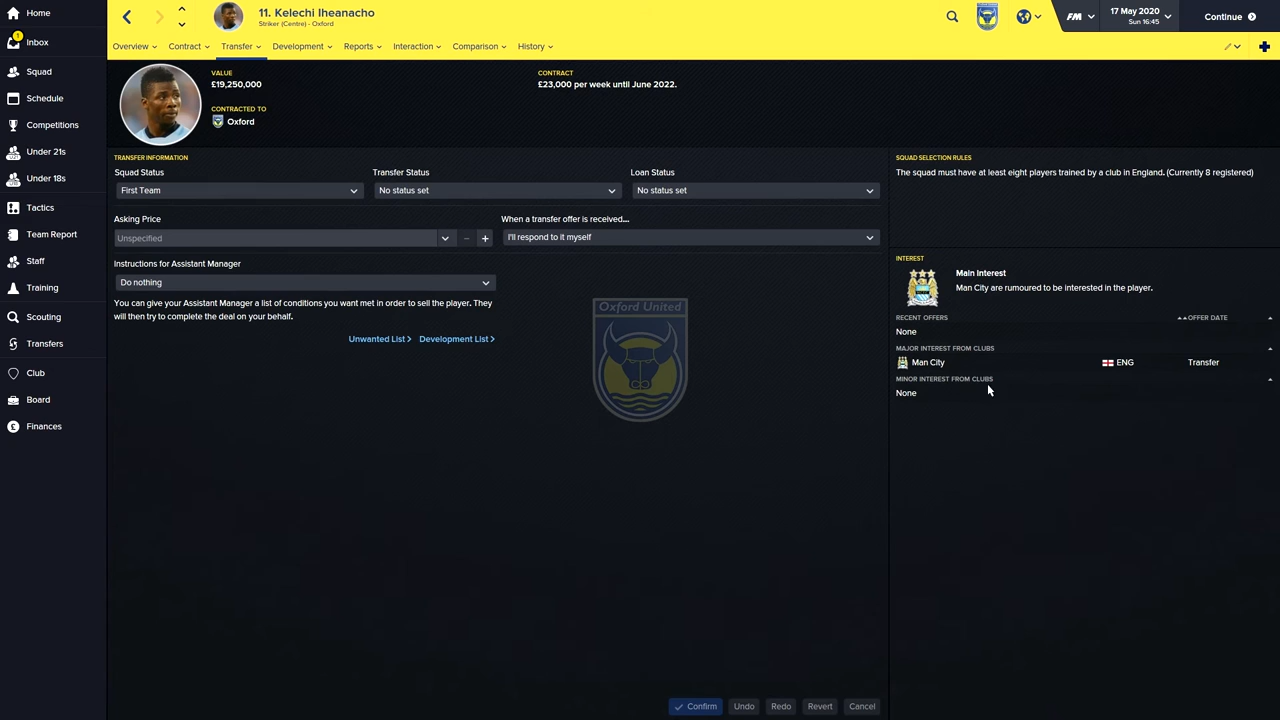 Home
Inbox
1
Squad
Schedule
Competitions
Under 21s
Under 18s
Tactics
Team Report
Staff
Training
Scouting
Transfers
Club
Board
Finances
11. Kelechi Iheanacho
Striker (Centre) - Oxford
FM
17 May 2020
Sun 16:45
Continue
Overview
Contract
Transfer
Development
Reports
Interaction
Comparison
History
VALUE
£19,250,000
CONTRACTED TO
Oxford
CONTRACT
£23,000 per week until June 2022.
TRANSFER INFORMATION
Squad Status
Transfer Status
Loan Status
First Team
No status set
No status set
Asking Price
When a transfer offer is received...
Unspecified
I'll respond to it myself
Instructions for Assistant Manager
Do nothing
You can give your Assistant Manager a list of conditions you want met in order to sell the player. They
will then try to complete the deal on your behalf.
Unwanted List >
Development List >
Oxford United
SQUAD SELECTION RULES
The squad must have at least eight players trained by a club in England. (Currently 8 registered)
INTEREST
Main Interest
Man City are rumoured to be interested in the player.
RECENT OFFERS
OFFER DATE
None
MAJOR INTEREST FROM CLUBS
Man City
ENG
Transfer
MINOR INTEREST FROM CLUBS
None
Confirm
Undo
Redo
Revert
Cancel